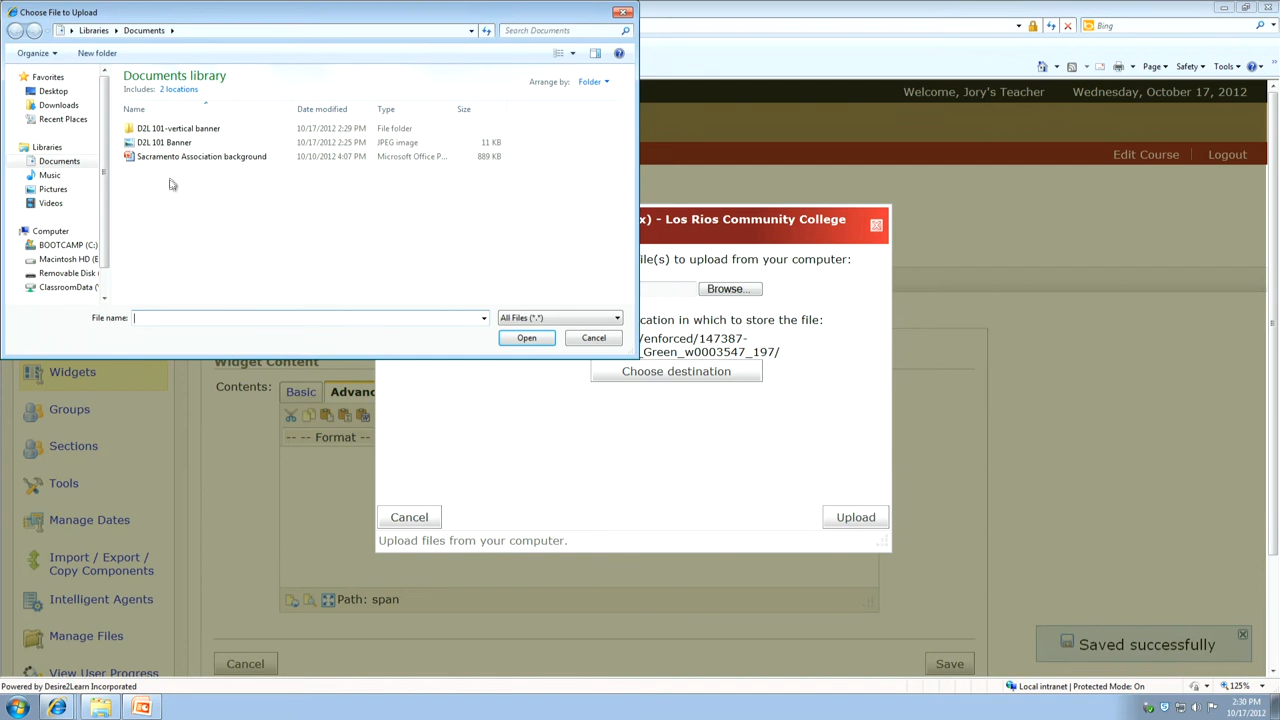 Choose File to Upload
Libraries Documents
Search Documents
Bing
Organize New folder
Page Safety Tools
Favorites
Desktop
Downloads
Recent Places
Libraries
Documents
Music
Pictures
Videos
Computer
BOOTCAMP (C:)
Macintosh HD (E
Removable Disk (
ClassroomData (\
Documents library
Includes: 2 locations
Arrange by: Folder
Name Date modified Type Size
D2L 101-vertical banner 10/17/2012 2:29 PM File folder
D2L 101 Banner 10/17/2012 2:25 PM JPEG image 11 KB
Sacramento Association background 10/10/2012 4:07 PM Microsoft Office P... 889 KB
File name: All Files (*.*)
Open Cancel
Welcome, Jory's Teacher Wednesday, October 17, 2012
Edit Course Logout
x) - Los Rios Community College
ile(s) to upload from your computer:
Browse...
cation in which to store the file:
/enforced/147387-
_Green_w0003547_197/
Choose destination
Cancel Upload
Upload files from your computer.
Widgets
Groups
Sections
Tools
Manage Dates
Import / Export /
Copy Components
Intelligent Agents
Manage Files
View User Progress
Widget Content
Contents: Basic Advanc
-- -- Format --
Path: span
Cancel Save
Saved successfully
Powered by Desire2Learn Incorporated
Local intranet | Protected Mode: On
125%
2:30 PM
10/17/2012